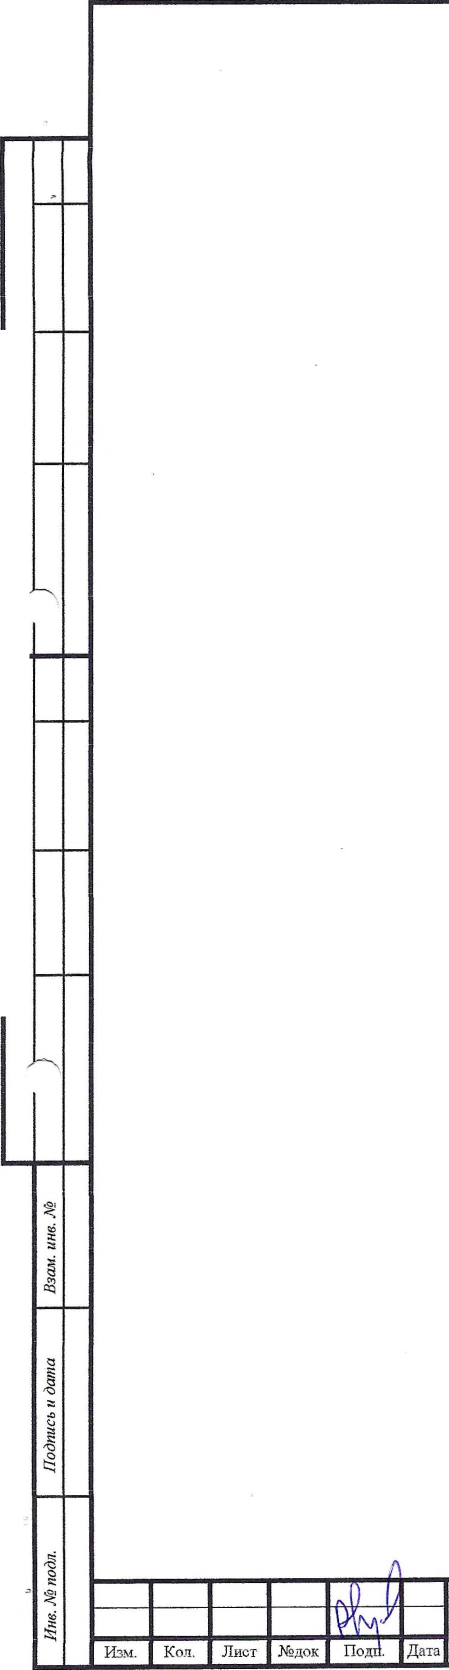 Взам. инв. №
Подпись и дата
Инв. № подл.
Изм. Кол. Лист №док Подп. Дата